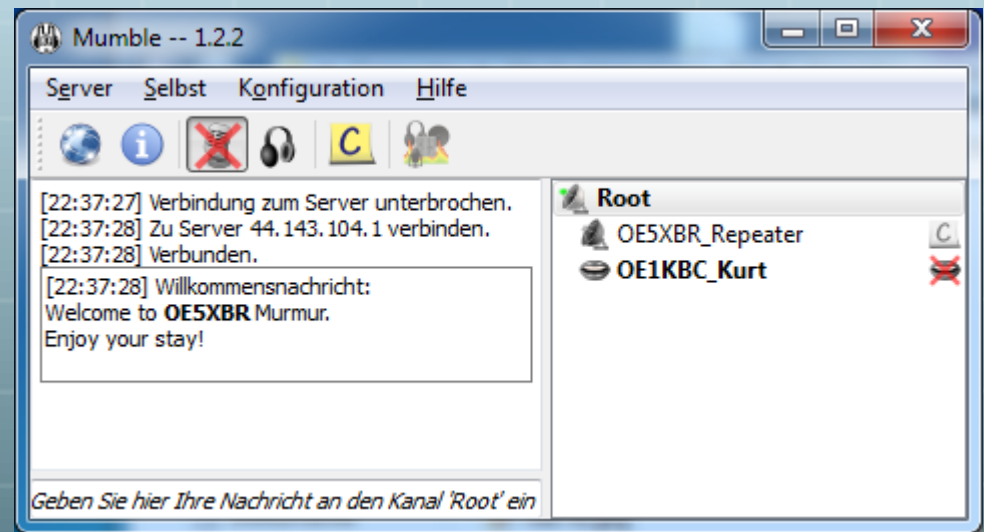 Mumble -- 1.2.2
Server Selbst Konfiguration Hilfe
C
[22:37:27] Verbindung zum Server unterbrochen.
[22:37:28] Zu Server 44.143.104.1 verbinden.
[22:37:28] Verbunden.
[22:37:28] Willkommensnachricht:
Welcome to OE5XBR Murmur.
Enjoy your stay!
Geben Sie hier Ihre Nachricht an den Kanal 'Root' ein
Root
OE5XBR_Repeater C
OE1KBC_Kurt